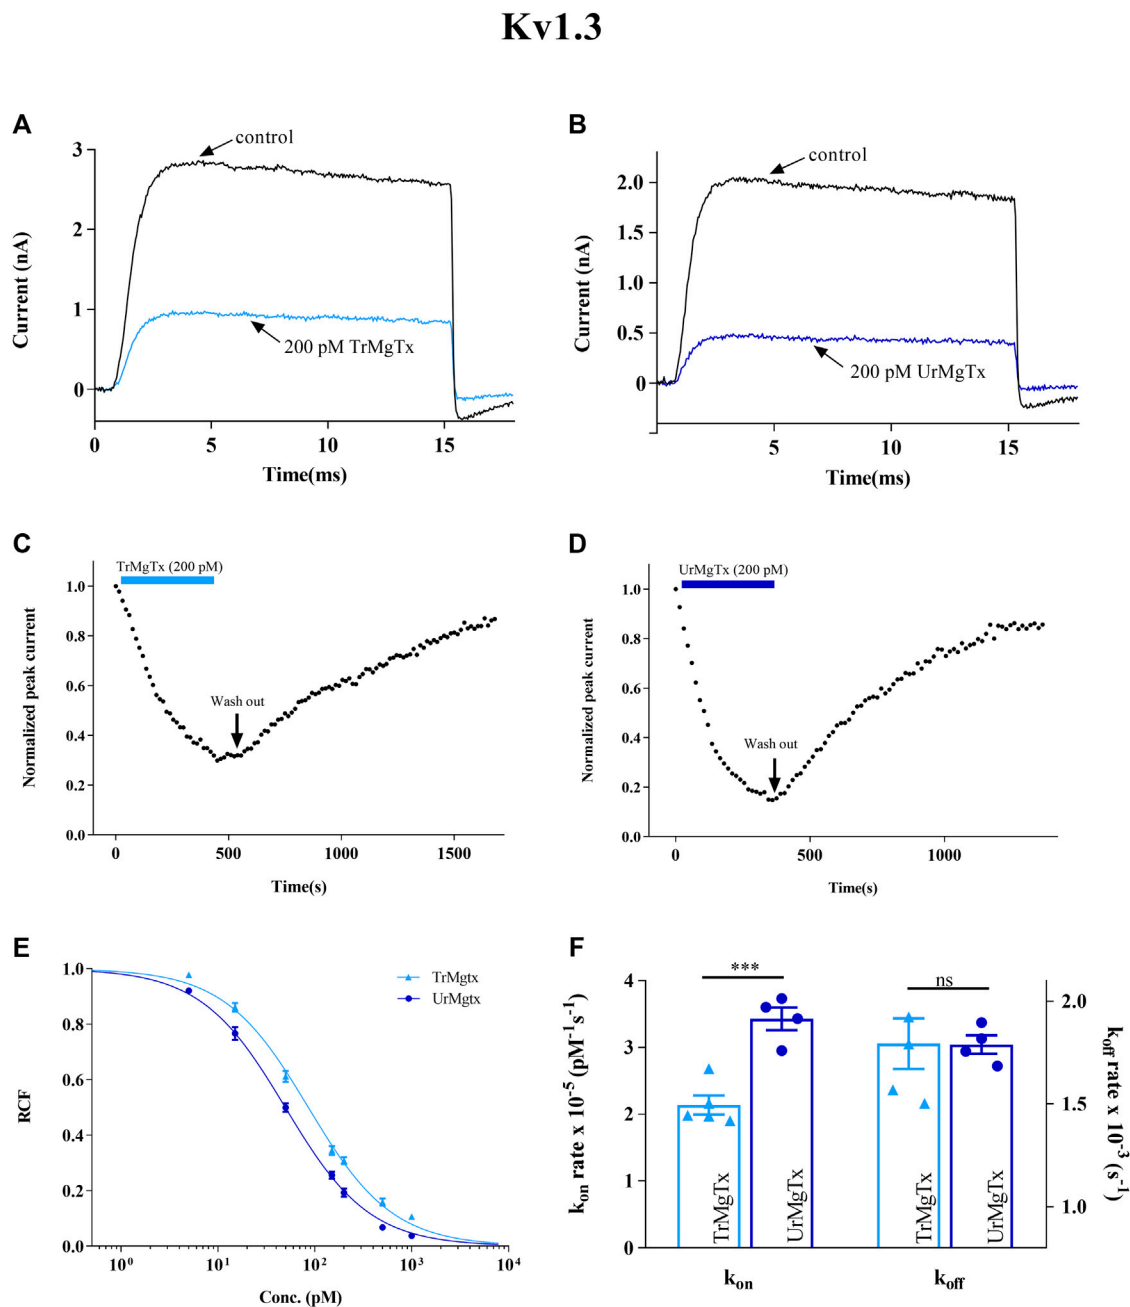 Kv1.3
A
3
2
1
0
Current (nA)
control
200 pM TrMgTx
0
5
10
15
Time(ms)
B
2.0
1.5
1.0
0.5
0
Current (nA)
control
200 pM UrMgTx
5
10
15
Time(ms)
C
1.0
0.8
0.6
0.4
0.2
0.0
Normalized peak current
TrMgTx (200 pM)
Wash out
0
500
1000
1500
Time(s)
D
1.0
0.8
0.6
0.4
0.2
0.0
Normalized peak current
UrMgTx (200 pM)
Wash out
0
500
1000
Time(s)
E
1.0
0.8
0.6
0.4
0.2
0.0
RCF
TrMgtx
UrMgtx
10⁰
10¹
10²
10³
10⁴
Conc. (pM)
F
4
3
2
1
0
kon rate x 10⁻⁵ (pM⁻¹s⁻¹)
***
ns
TrMgTx
UrMgTx
TrMgTx
UrMgTx
kon
koff
2.0
1.5
1.0
koff rate x 10⁻³ (s⁻¹)